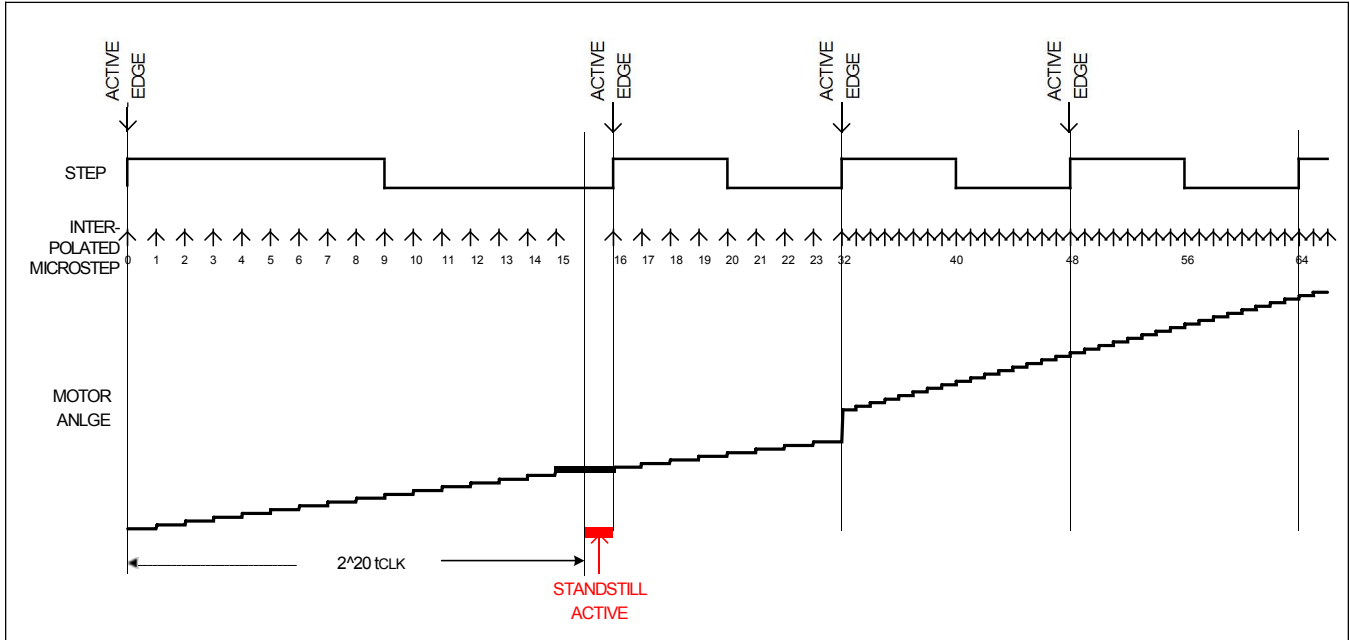 ACTIVE
EDGE
ACTIVE
EDGE
ACTIVE
EDGE
ACTIVE
EDGE
STEP
INTER-
POLATED
MICROSTEP
0 1 2 3 4 5 6 7 8 9 10 11 12 13 14 15 16 17 18 19 20 21 22 23 32 40 48 56 64
MOTOR
ANLGE
2^20 tCLK
STANDSTILL
ACTIVE